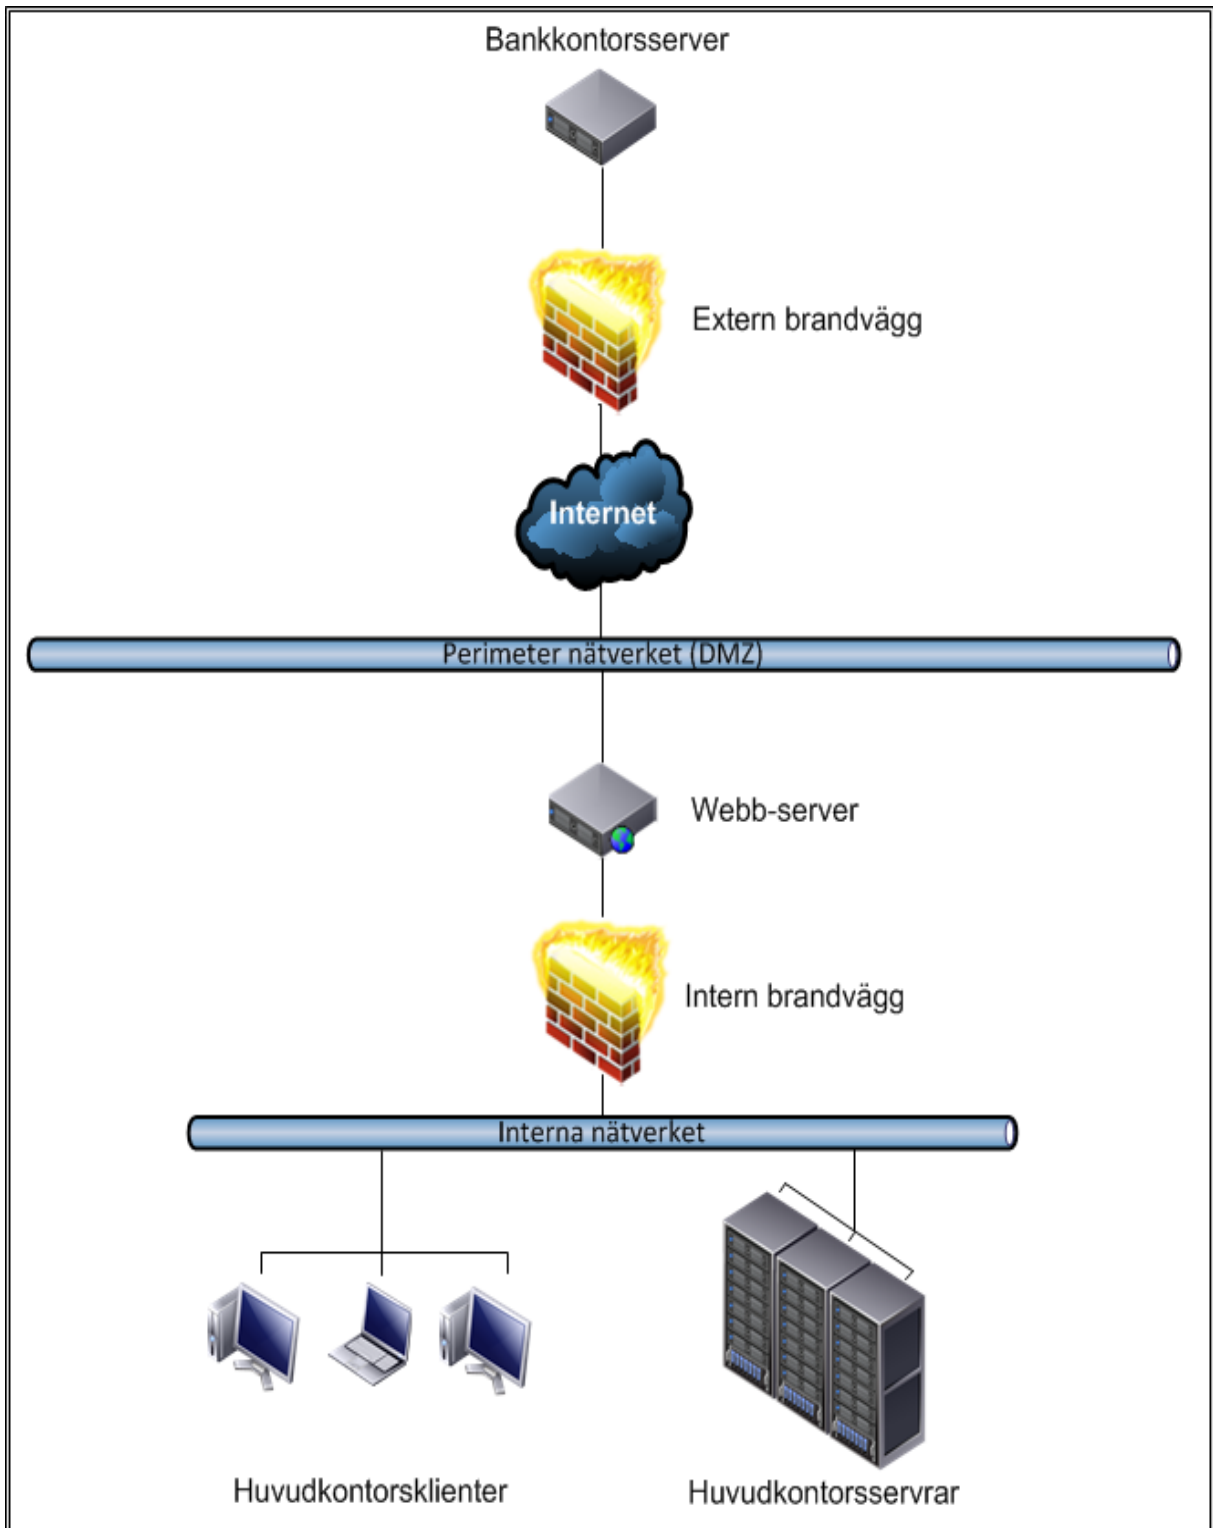 Bankkontorsserver
Extern brandvägg
Internet
Perimeter nätverket (DMZ)
Webb-server
Intern brandvägg
Interna nätverket
Huvudkontorsklienter
Huvudkontorsservrar